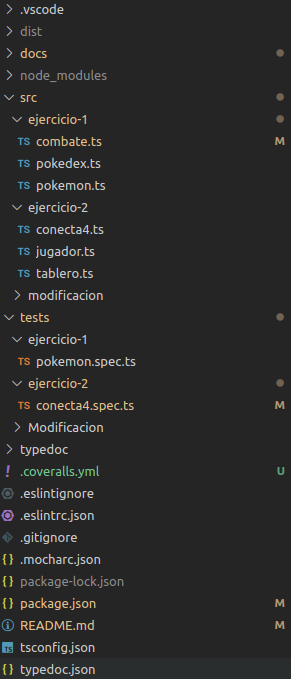 .vscode
dist
docs
node_modules
src
ejercicio-1
TS combate.ts M
TS pokedex.ts
TS pokemon.ts
ejercicio-2
TS conecta4.ts
TS jugador.ts
TS tablero.ts
modificacion
tests
ejercicio-1
TS pokemon.spec.ts
ejercicio-2
TS conecta4.spec.ts M
Modificacion
typedoc
! .coveralls.yml U
.eslintignore
.eslintrc.json
.gitignore
{} .mocharc.json
{} package-lock.json
{} package.json M
README.md M
TS tsconfig.json
{} typedoc.json